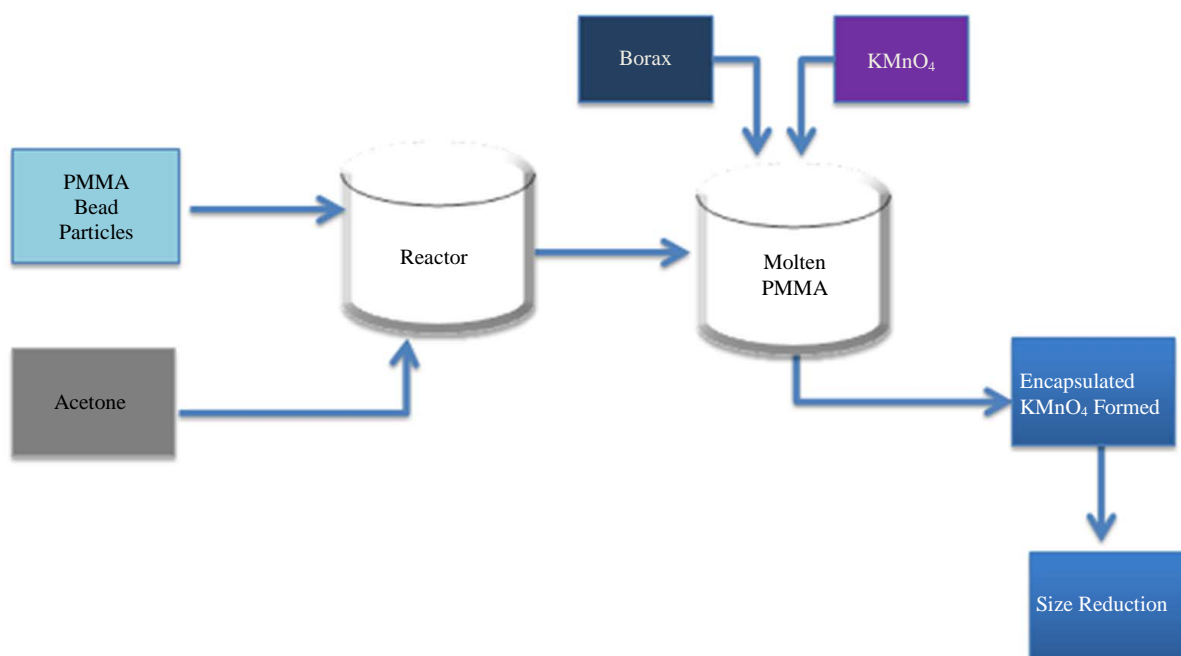 Borax
KMnO₄
PMMA
Bead
Particles
Reactor
Molten
PMMA
Acetone
Encapsulated
KMnO₄ Formed
Size Reduction